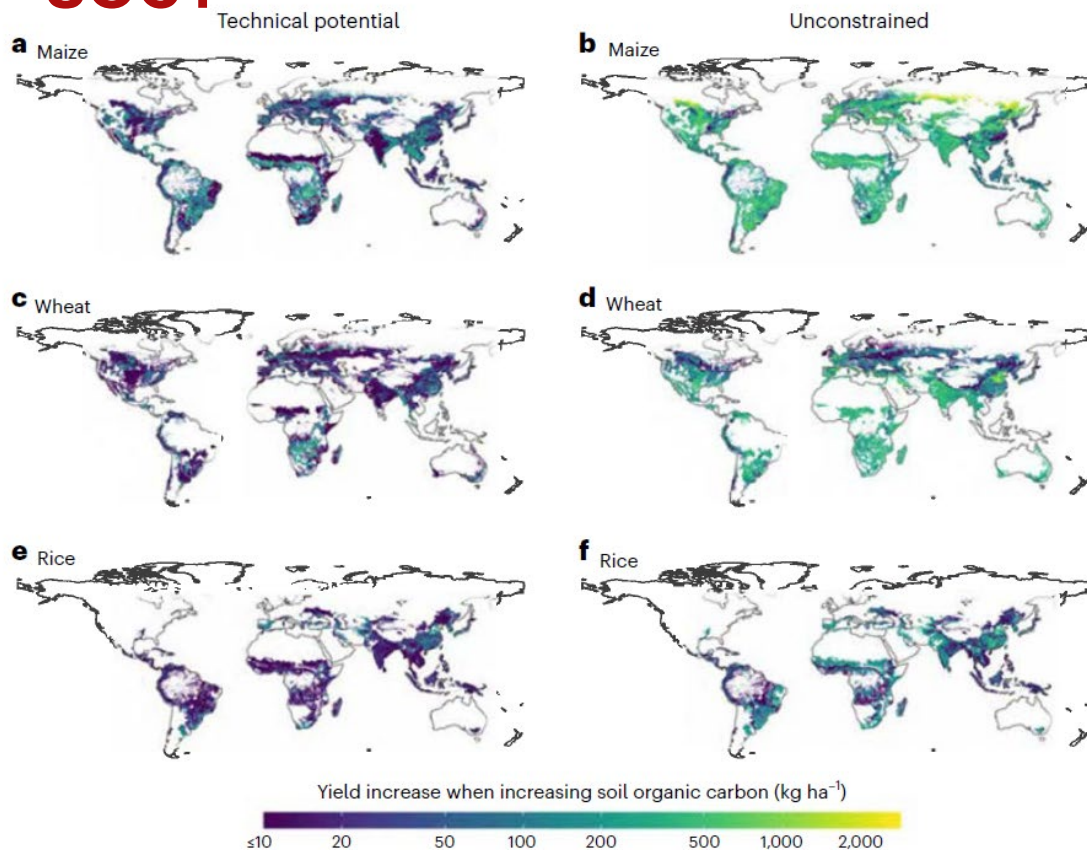 Technical potential
Unconstrained
a Maize
b Maize
c Wheat
d Wheat
e Rice
f Rice
Yield increase when increasing soil organic carbon (kg ha⁻¹)
≤10 20 50 100 200 500 1,000 2,000